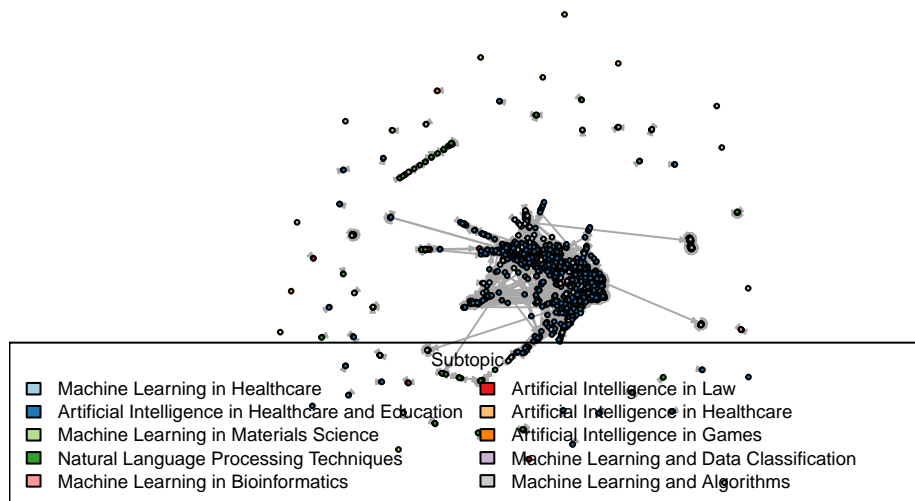 Subtopic
Machine Learning in Healthcare
Artificial Intelligence in Healthcare and Education
Machine Learning in Materials Science
Natural Language Processing Techniques
Machine Learning in Bioinformatics
Artificial Intelligence in Law
Artificial Intelligence in Healthcare
Artificial Intelligence in Games
Machine Learning and Data Classification
Machine Learning and Algorithms